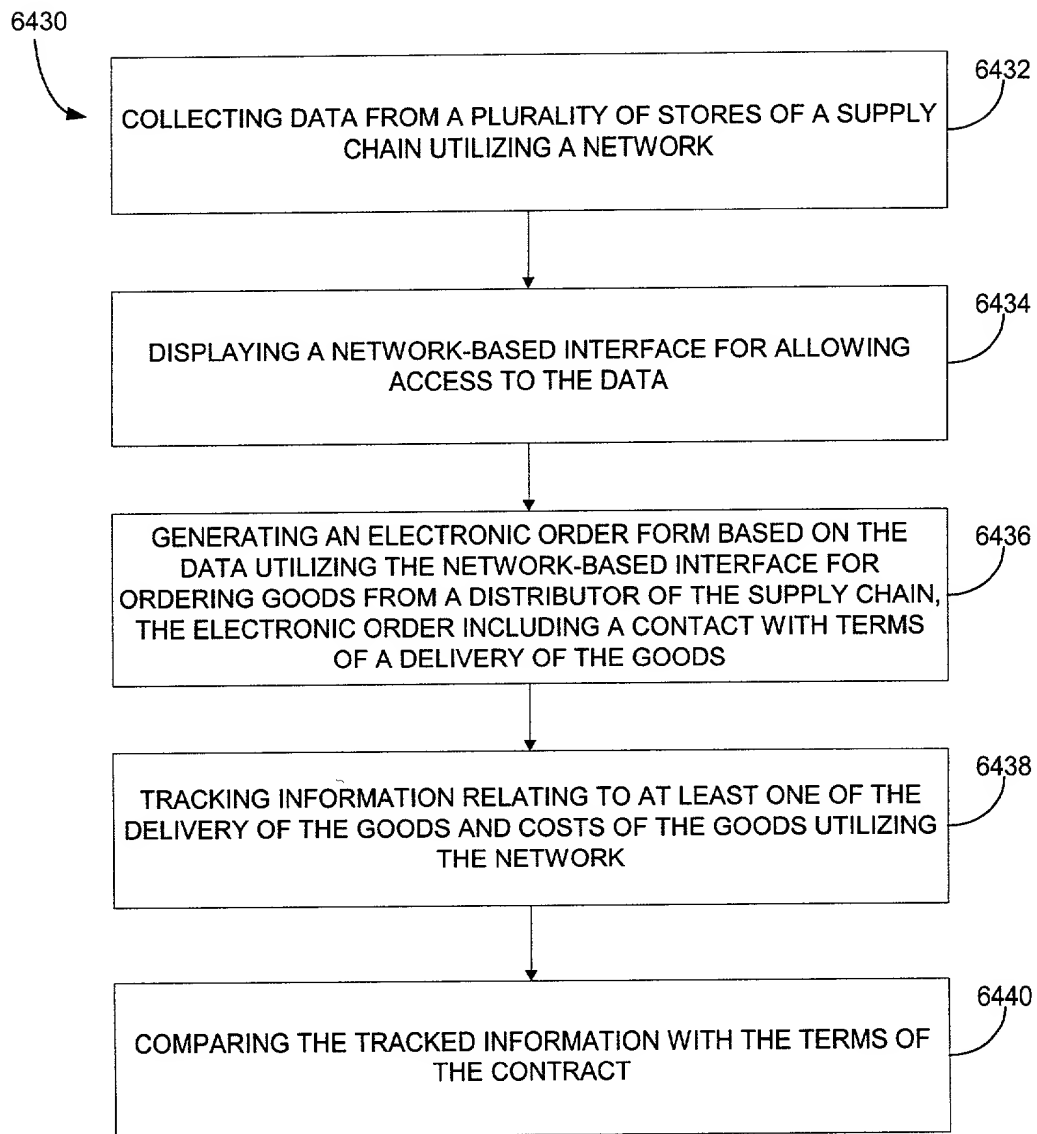 6430
6432
COLLECTING DATA FROM A PLURALITY OF STORES OF A SUPPLY
CHAIN UTILIZING A NETWORK
6434
DISPLAYING A NETWORK-BASED INTERFACE FOR ALLOWING
ACCESS TO THE DATA
6436
GENERATING AN ELECTRONIC ORDER FORM BASED ON THE
DATA UTILIZING THE NETWORK-BASED INTERFACE FOR
ORDERING GOODS FROM A DISTRIBUTOR OF THE SUPPLY CHAIN,
THE ELECTRONIC ORDER INCLUDING A CONTACT WITH TERMS
OF A DELIVERY OF THE GOODS
6438
TRACKING INFORMATION RELATING TO AT LEAST ONE OF THE
DELIVERY OF THE GOODS AND COSTS OF THE GOODS UTILIZING
THE NETWORK
6440
COMPARING THE TRACKED INFORMATION WITH THE TERMS OF
THE CONTRACT